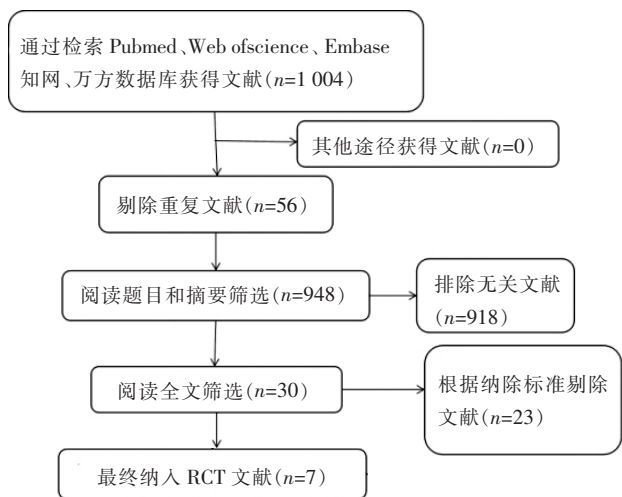 通过检索 Pubmed、Web ofscience、Embase
知网、万方数据库获得文献(n=1 004)
其他途径获得文献(n=0)
剔除重复文献(n=56)
阅读题目和摘要筛选(n=948)
排除无关文献
(n=918)
阅读全文筛选(n=30)
根据纳除标准剔除
文献(n=23)
最终纳入 RCT 文献(n=7)